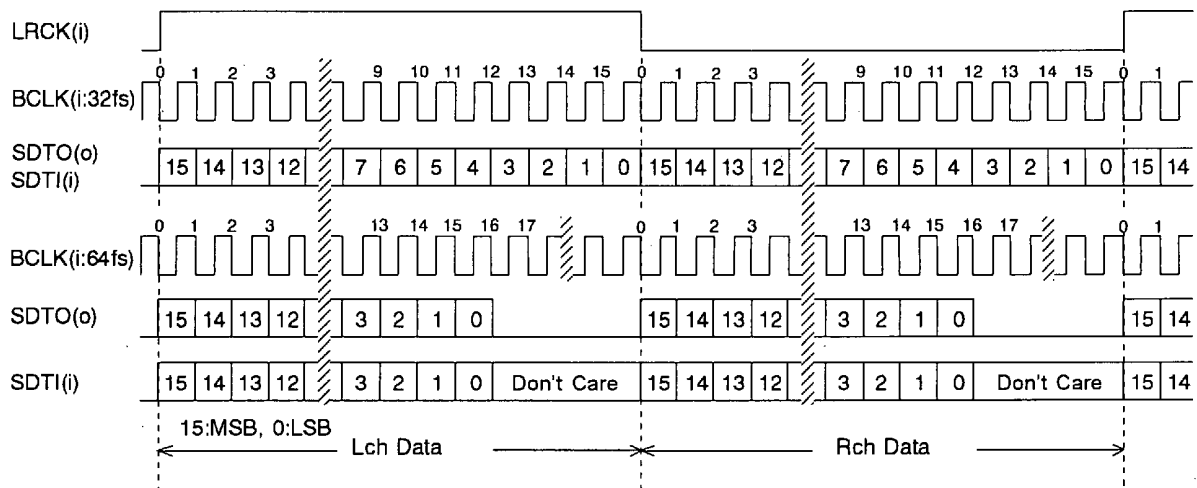 LRCK(i)
0 1 2 3 9 10 11 12 13 14 15 0 1 2 3 9 10 11 12 13 14 15 0 1
BCLK(i:32fs)
SDTO(o)
SDTI(i)
15 14 13 12 7 6 5 4 3 2 1 0 15 14 13 12 7 6 5 4 3 2 1 0 15 14
0 1 2 3 13 14 15 16 17 0 1 2 3 13 14 15 16 17 0 1
BCLK(i:64fs)
SDTO(o) 15 14 13 12 3 2 1 0 15 14 13 12 3 2 1 0 15 14
SDTI(i) 15 14 13 12 3 2 1 0 Don't Care 15 14 13 12 3 2 1 0 Don't Care 15 14
15:MSB, 0:LSB
Lch Data Rch Data